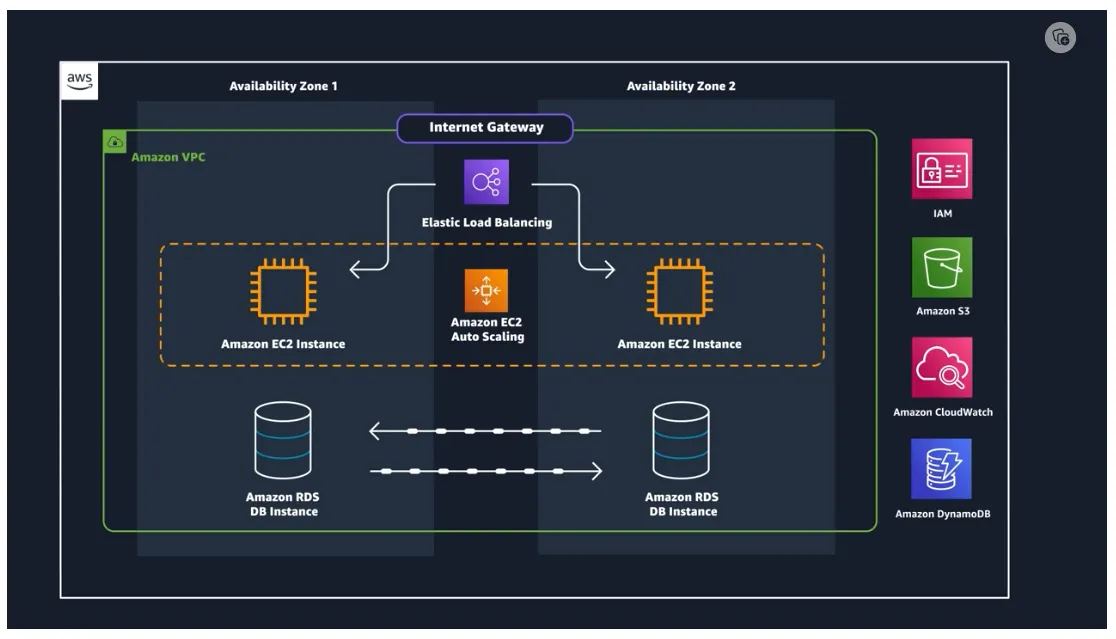 aws
Availability Zone 1
Availability Zone 2
Internet Gateway
Amazon VPC
Elastic Load Balancing
IAM
Amazon EC2 Instance
Amazon EC2
Auto Scaling
Amazon EC2 Instance
Amazon S3
Amazon CloudWatch
Amazon RDS
DB Instance
Amazon RDS
DB Instance
Amazon DynamoDB